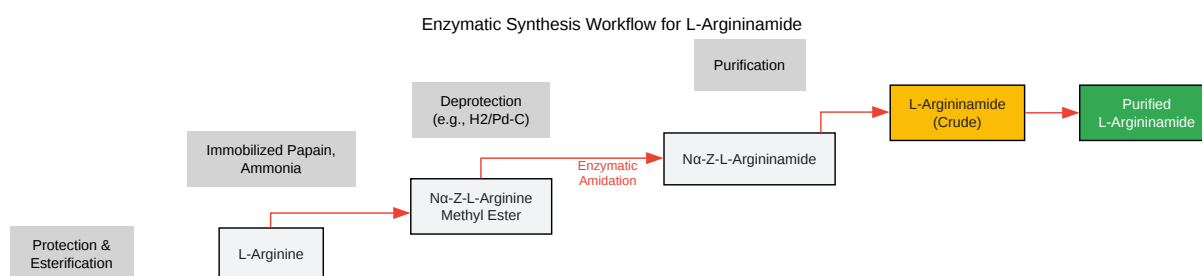 Enzymatic Synthesis Workflow for L-Argininamide
Purification
Deprotection
(e.g., H2/Pd-C)
L-Argininamide
(Crude)
Purified
L-Argininamide
Immobilized Papain,
Ammonia
Nα-Z-L-Argininamide
Enzymatic
Amidation
Nα-Z-L-Arginine
Methyl Ester
Protection &
Esterification
L-Arginine